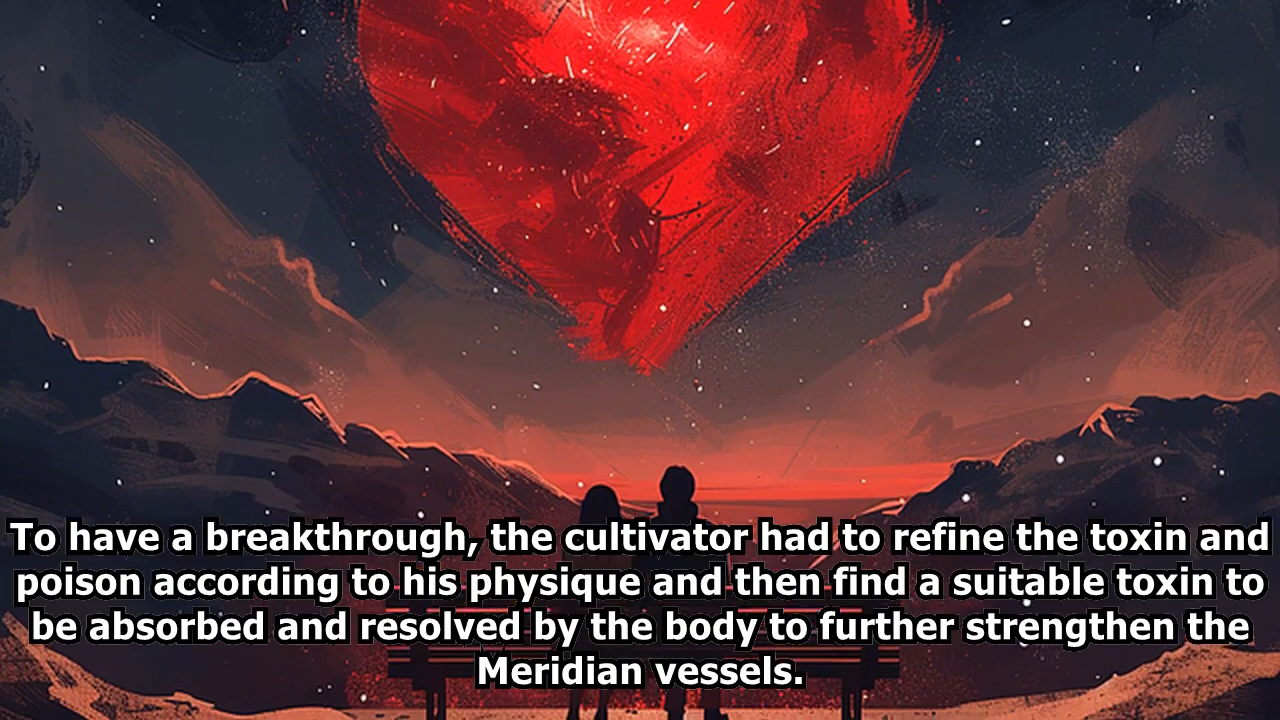 To have a breakthrough, the cultivator had to refine the toxin and
poison according to his physique and then find a suitable toxin to
be absorbed and resolved by the body to further strengthen the
Meridian vessels.